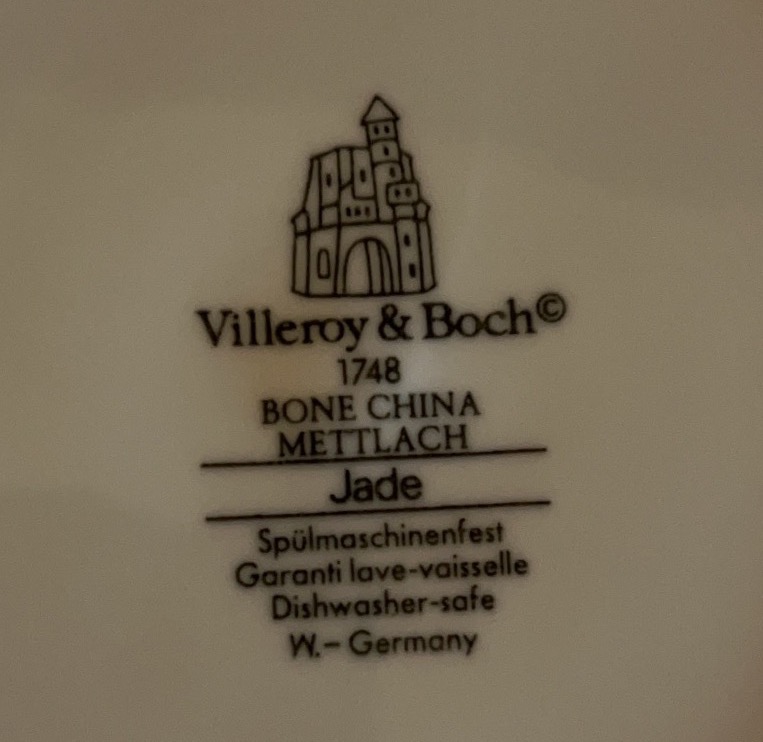 Villeroy & Boch©
1748
BONE CHINA
METTLACH
Jade
Spülmaschinenfest
Garanti lave-vaisselle
Dishwasher-safe
W.– Germany